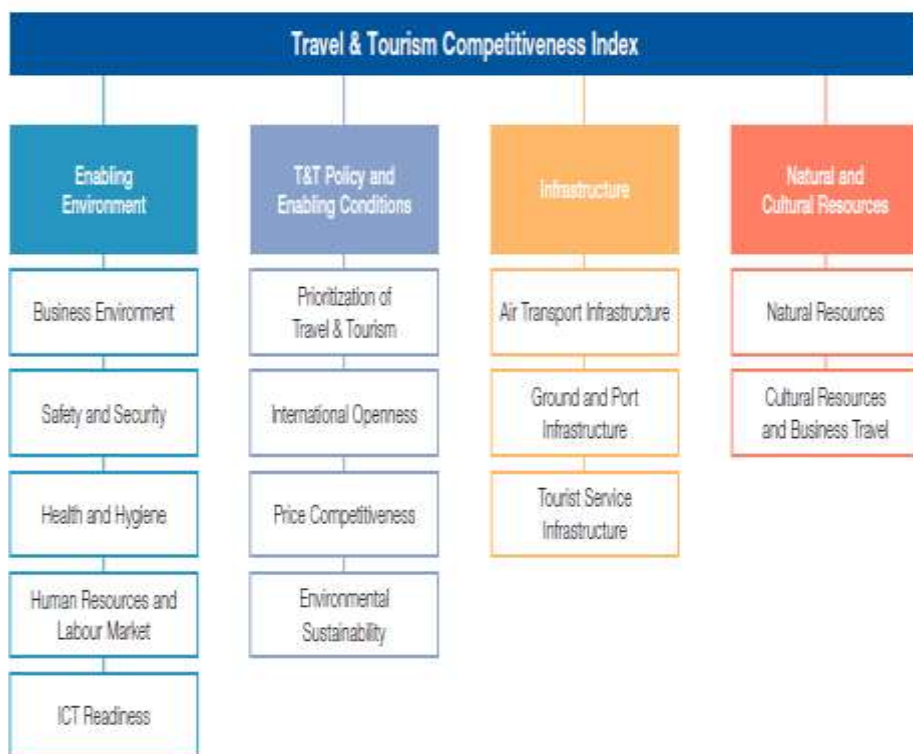 Travel & Tourism Competitiveness Index
Enabling
Environment
Business Environment
Safety and Security
Health and Hygiene
Human Resources and
Labour Market
ICT Readiness
T&T Policy and
Enabling Conditions
Prioritization of
Travel & Tourism
International Openness
Price Competitiveness
Environmental
Sustainability
Infrastructure
Air Transport Infrastructure
Ground and Port
Infrastructure
Tourist Service
Infrastructure
Natural and
Cultural Resources
Natural Resources
Cultural Resources
and Business Travel